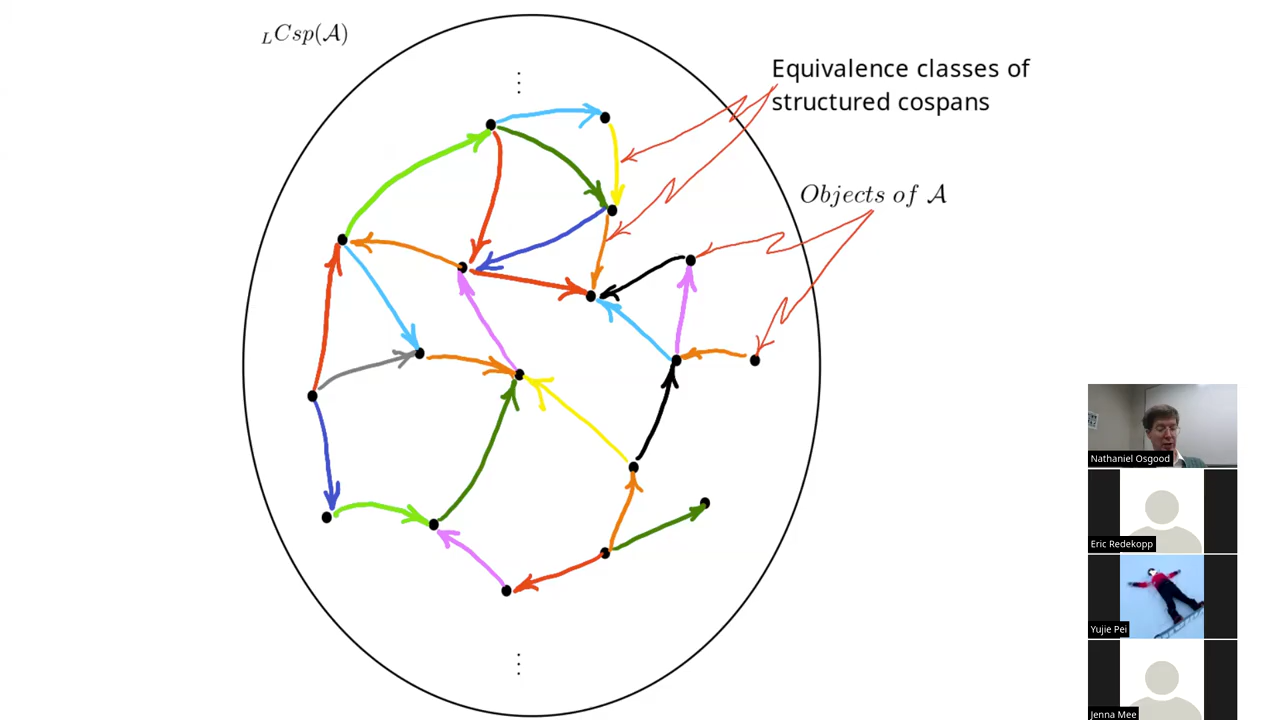 LCsp(𝒜)
Equivalence classes of
structured cospans
Objects of 𝒜
Nathaniel Osgood
Eric Redekopp
Yujie Pei
Jenna Mee